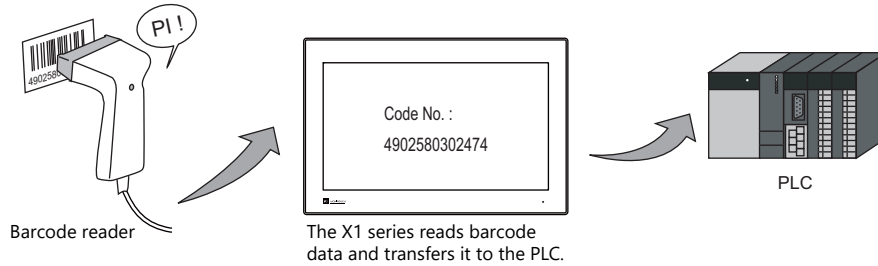 PI !
490258
Code No. :
4902580302474
PLC
Barcode reader
The X1 series reads barcode
data and transfers it to the PLC.